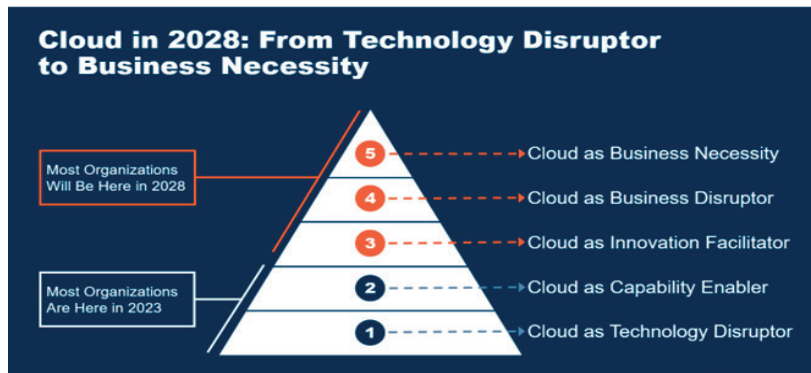 Cloud in 2028: From Technology Disruptor
to Business Necessity
Most Organizations
Will Be Here in 2028
Most Organizations
Are Here in 2023
5
Cloud as Business Necessity
4
Cloud as Business Disruptor
3
Cloud as Innovation Facilitator
2
Cloud as Capability Enabler
1
Cloud as Technology Disruptor